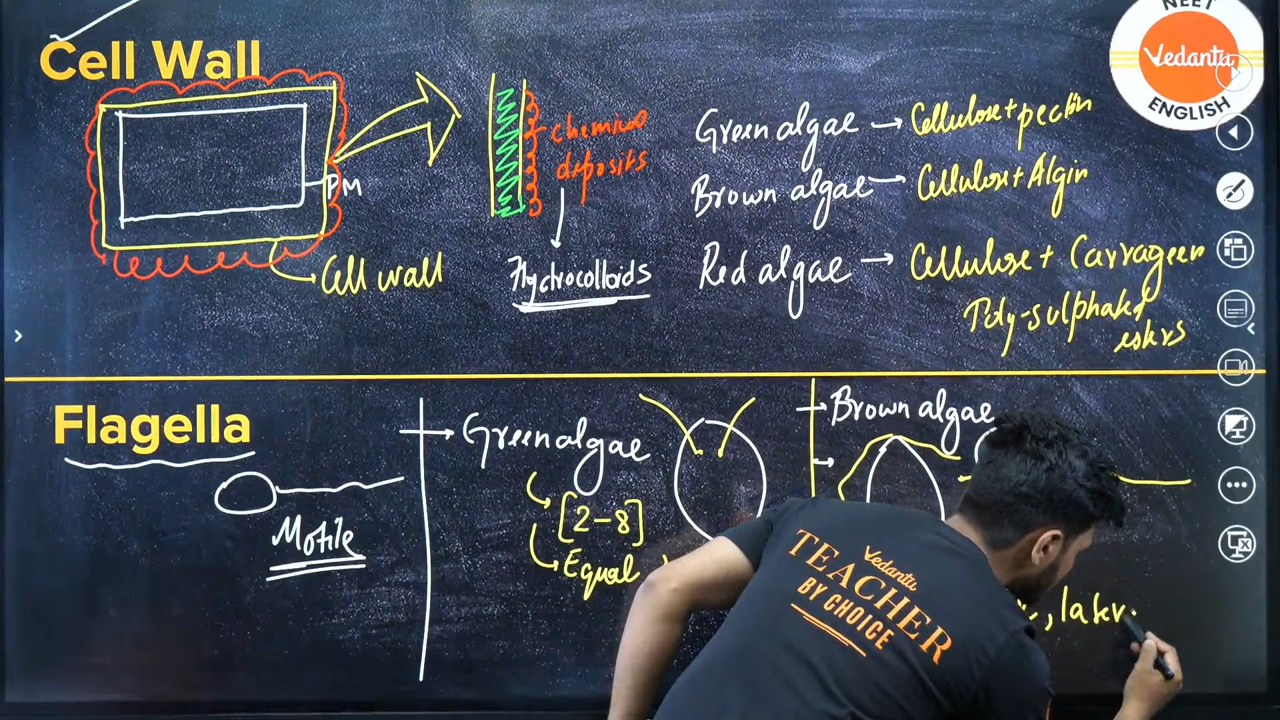 NEET
Vedantu
ENGLISH
Cell Wall
PM
Cell wall
chemical
deposits
Hydrocolloids
Green algae → Cellulose + pectin
Brown algae → Cellulose + Algin
Red algae → Cellulose + Carrageen
Poly-sulphated
esters
Flagella
Motile
Green algae
[2-8]
Equal
Brown algae
, later
Vedantu
TEACHER
BY CHOICE